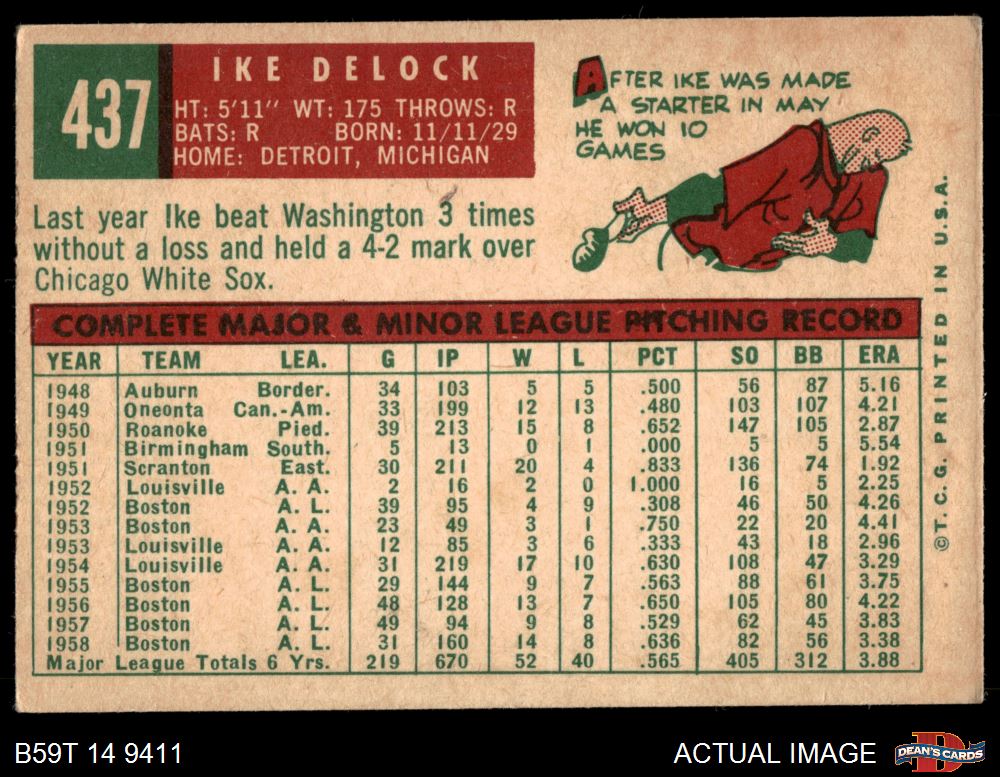 437
IKE DELOCK
HT: 5'11" WT: 175 THROWS: R
BATS: R BORN: 11/11/29
HOME: DETROIT, MICHIGAN
AFTER IKE WAS MADE
A STARTER IN MAY
HE WON 10
GAMES
Last year Ike beat Washington 3 times
without a loss and held a 4-2 mark over
Chicago White Sox.
COMPLETE MAJOR & MINOR LEAGUE PITCHING RECORD
YEAR TEAM LEA. G IP W L PCT SO BB ERA
1948 Auburn Border. 34 103 5 5 .500 56 87 5.16
1949 Oneonta Can.-Am. 33 199 12 13 .480 103 107 4.21
1950 Roanoke Pied. 39 213 15 8 .652 147 105 2.87
1951 Birmingham South. 5 13 0 1 .000 5 5 5.54
1951 Scranton East. 30 211 20 4 .833 136 74 1.92
1952 Louisville A. A. 2 16 2 0 1.000 16 5 2.25
1952 Boston A. L. 39 95 4 9 .308 46 50 4.26
1953 Boston A. A. 23 49 3 1 .750 22 20 4.41
1953 Louisville A. A. 12 85 3 6 .333 43 18 2.96
1954 Louisville A. A. 31 219 17 10 .630 108 47 3.29
1955 Boston A. L. 29 144 9 7 .563 88 61 3.75
1956 Boston A. L. 48 128 13 7 .650 105 80 4.22
1957 Boston A. L. 49 94 9 8 .529 62 45 3.83
1958 Boston A. L. 31 160 14 8 .636 82 56 3.38
Major League Totals 6 Yrs. 219 670 52 40 .565 405 312 3.88
©T. C. G. PRINTED IN U.S.A.
B59T 14 9411
ACTUAL IMAGE
DEAN'S CARDS